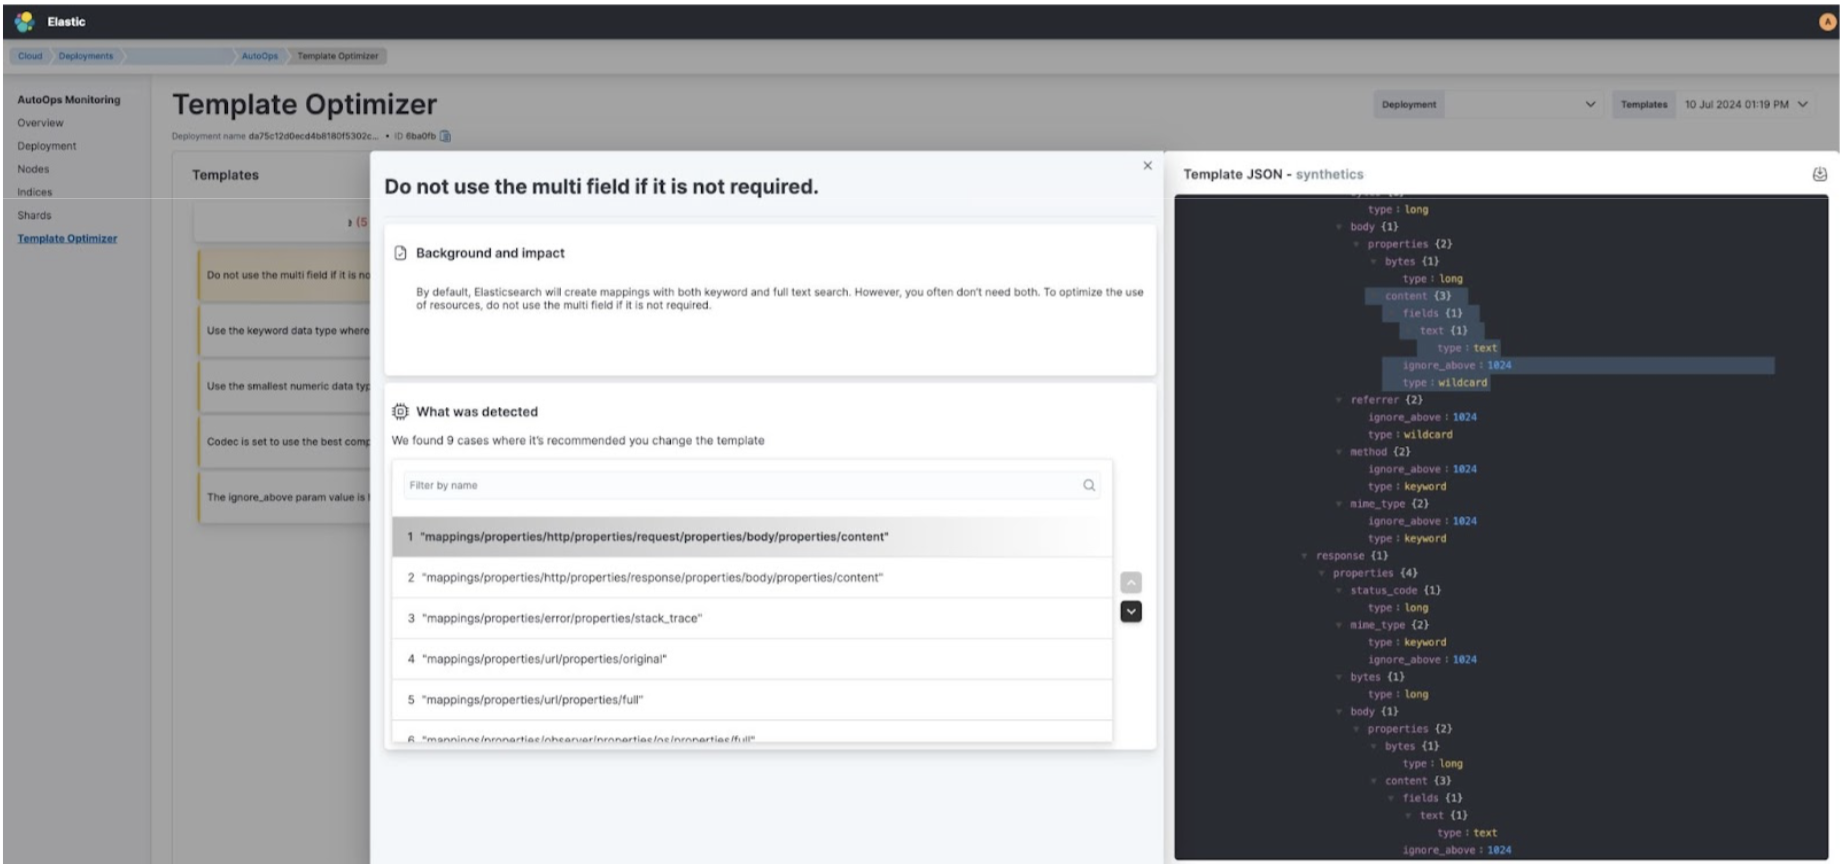 Elastic
A
Cloud Deployments AutoOps Template Optimizer
AutoOps Monitoring
Overview
Deployment
Nodes
Indices
Shards
Template Optimizer
Template Optimizer
Deployment name da75c12d0ecd4b8180f5302c... • ID 6ba0fb
Deployment
Templates 10 Jul 2024 01:19 PM
Templates
(5
Do not use the multi field if it is no
Use the keyword data type where
Use the smallest numeric data typ
Codec is set to use the best comp
The ignore_above param value is
Do not use the multi field if it is not required.
Background and impact
By default, Elasticsearch will create mappings with both keyword and full text search. However, you often don't need both. To optimize the use
of resources, do not use the multi field if it is not required.
What was detected
We found 9 cases where it's recommended you change the template
Filter by name
1 "mappings/properties/http/properties/request/properties/body/properties/content"
2 "mappings/properties/http/properties/response/properties/body/properties/content"
3 "mappings/properties/error/properties/stack_trace"
4 "mappings/properties/url/properties/original"
5 "mappings/properties/url/properties/full"
6 "mappings/properties/observer/properties/os/properties/full"
Template JSON - synthetics
type : long
body {1}
properties {2}
bytes {1}
type : long
content {3}
fields {1}
text {1}
type : text
ignore_above : 1024
type : wildcard
referrer {2}
ignore_above : 1024
type : wildcard
method {2}
ignore_above : 1024
type : keyword
mime_type {2}
ignore_above : 1024
type : keyword
response {1}
properties {4}
status_code {1}
type : long
mime_type {2}
type : keyword
ignore_above : 1024
bytes {1}
type : long
body {1}
properties {2}
bytes {1}
type : long
content {3}
fields {1}
text {1}
type : text
ignore_above : 1024